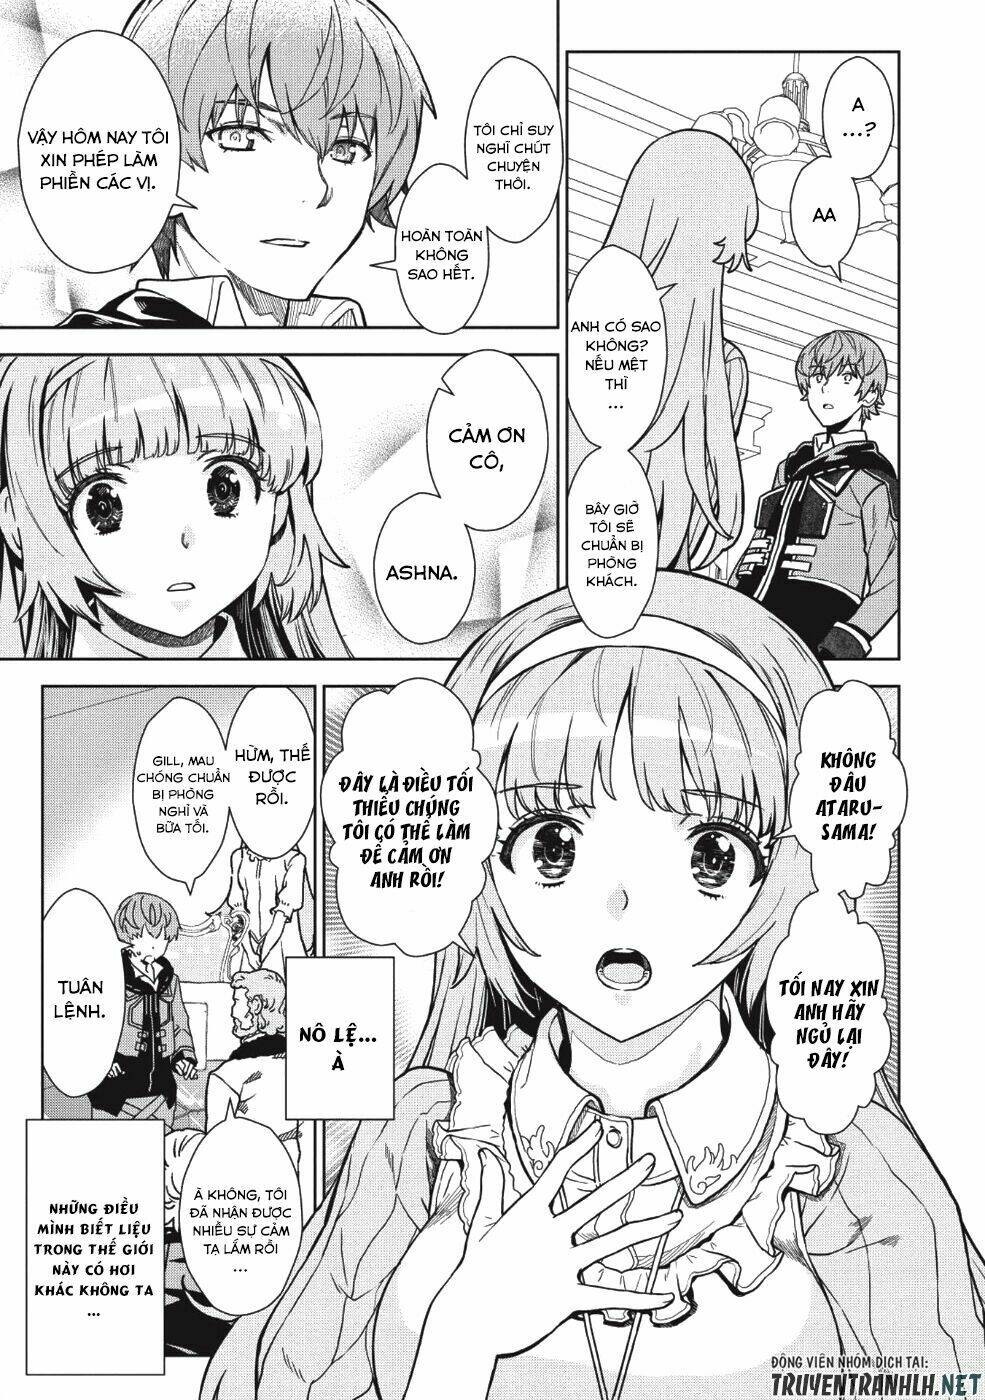 A
...?
AA
ANH CÓ SAO
KHÔNG?
NẾU MỆT
THÌ
...
BÂY GIỜ
TÔI SẼ
CHUẨN BỊ
PHÒNG
KHÁCH.
TÔI CHỈ SUY
NGHĨ CHÚT
CHUYỆN
THÔI.
HOÀN TOÀN
KHÔNG
SAO HẾT.
VẬY HÔM NAY TÔI
XIN PHÉP LÀM
PHIỀN CÁC VỊ.
CẢM ƠN
CÔ,
ASHNA.
KHÔNG
ĐÂU
ATARU-
SAMA!
TỐI NAY XIN
ANH HÃY
NGỦ LẠI
ĐÂY!
ĐÂY LÀ ĐIỀU TỐI
THIỂU CHÚNG
TÔI CÓ THỂ LÀM
ĐỂ CẢM ƠN
ANH RỒI!
HỪM, THẾ
ĐƯỢC
RỒI.
GILL, MAU
CHÓNG CHUẨN
BỊ PHÒNG
NGHỈ VÀ
BỮA TỐI.
TUÂN
LỆNH.
NÔ LỆ...
À
À KHÔNG, TÔI
ĐÃ NHẬN ĐƯỢC
NHIỀU SỰ CẢM
TẠ LẮM RỒI
...
NHỮNG ĐIỀU
MÌNH BIẾT LIỆU
TRONG THẾ GIỚI
NÀY CÓ HƠI
KHÁC KHÔNG TA
...
ĐỘNG VIÊN NHÓM DỊCH TẠI:
TRUYENTRANHLH.NET